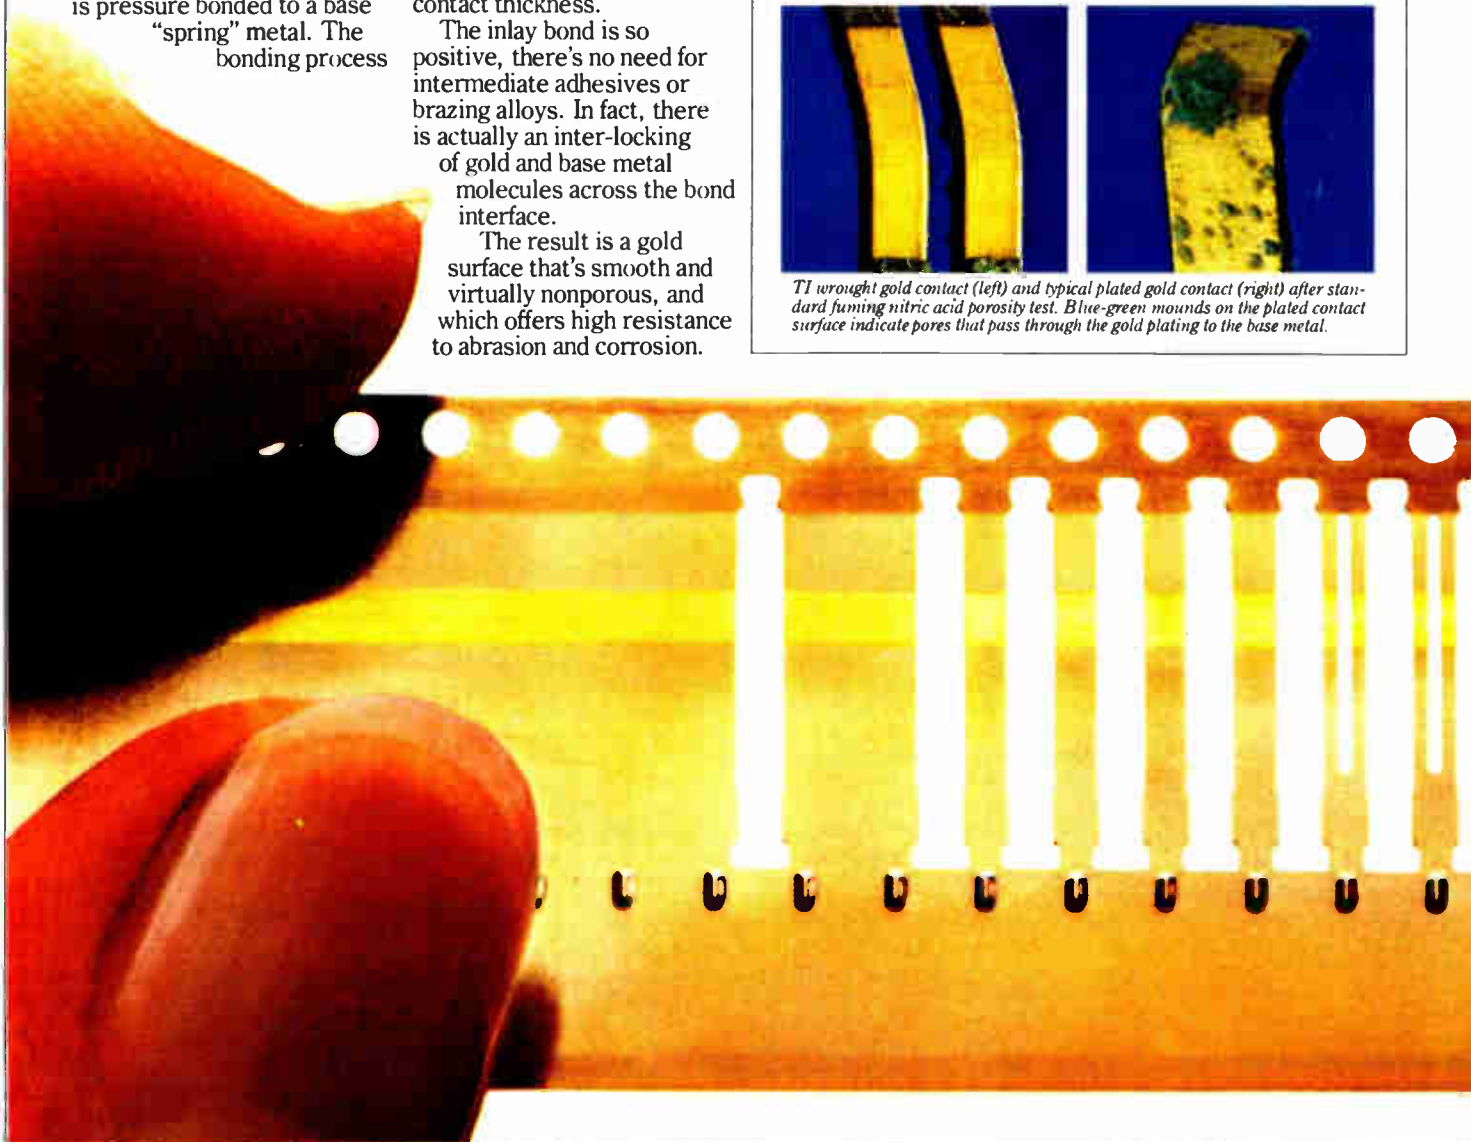 is pressure bonded to a base
“spring” metal. The
bonding process
contact thickness.
The inlay bond is so
positive, there's no need for
intermediate adhesives or
brazing alloys. In fact, there
is actually an inter-locking
of gold and base metal
molecules across the bond
interface.
The result is a gold
surface that's smooth and
virtually nonporous, and
which offers high resistance
to abrasion and corrosion.
TI wrought gold contact (left) and typical plated gold contact (right) after stan-
dard fuming nitric acid porosity test. Blue-green mounds on the plated contact
surface indicate pores that pass through the gold plating to the base metal.